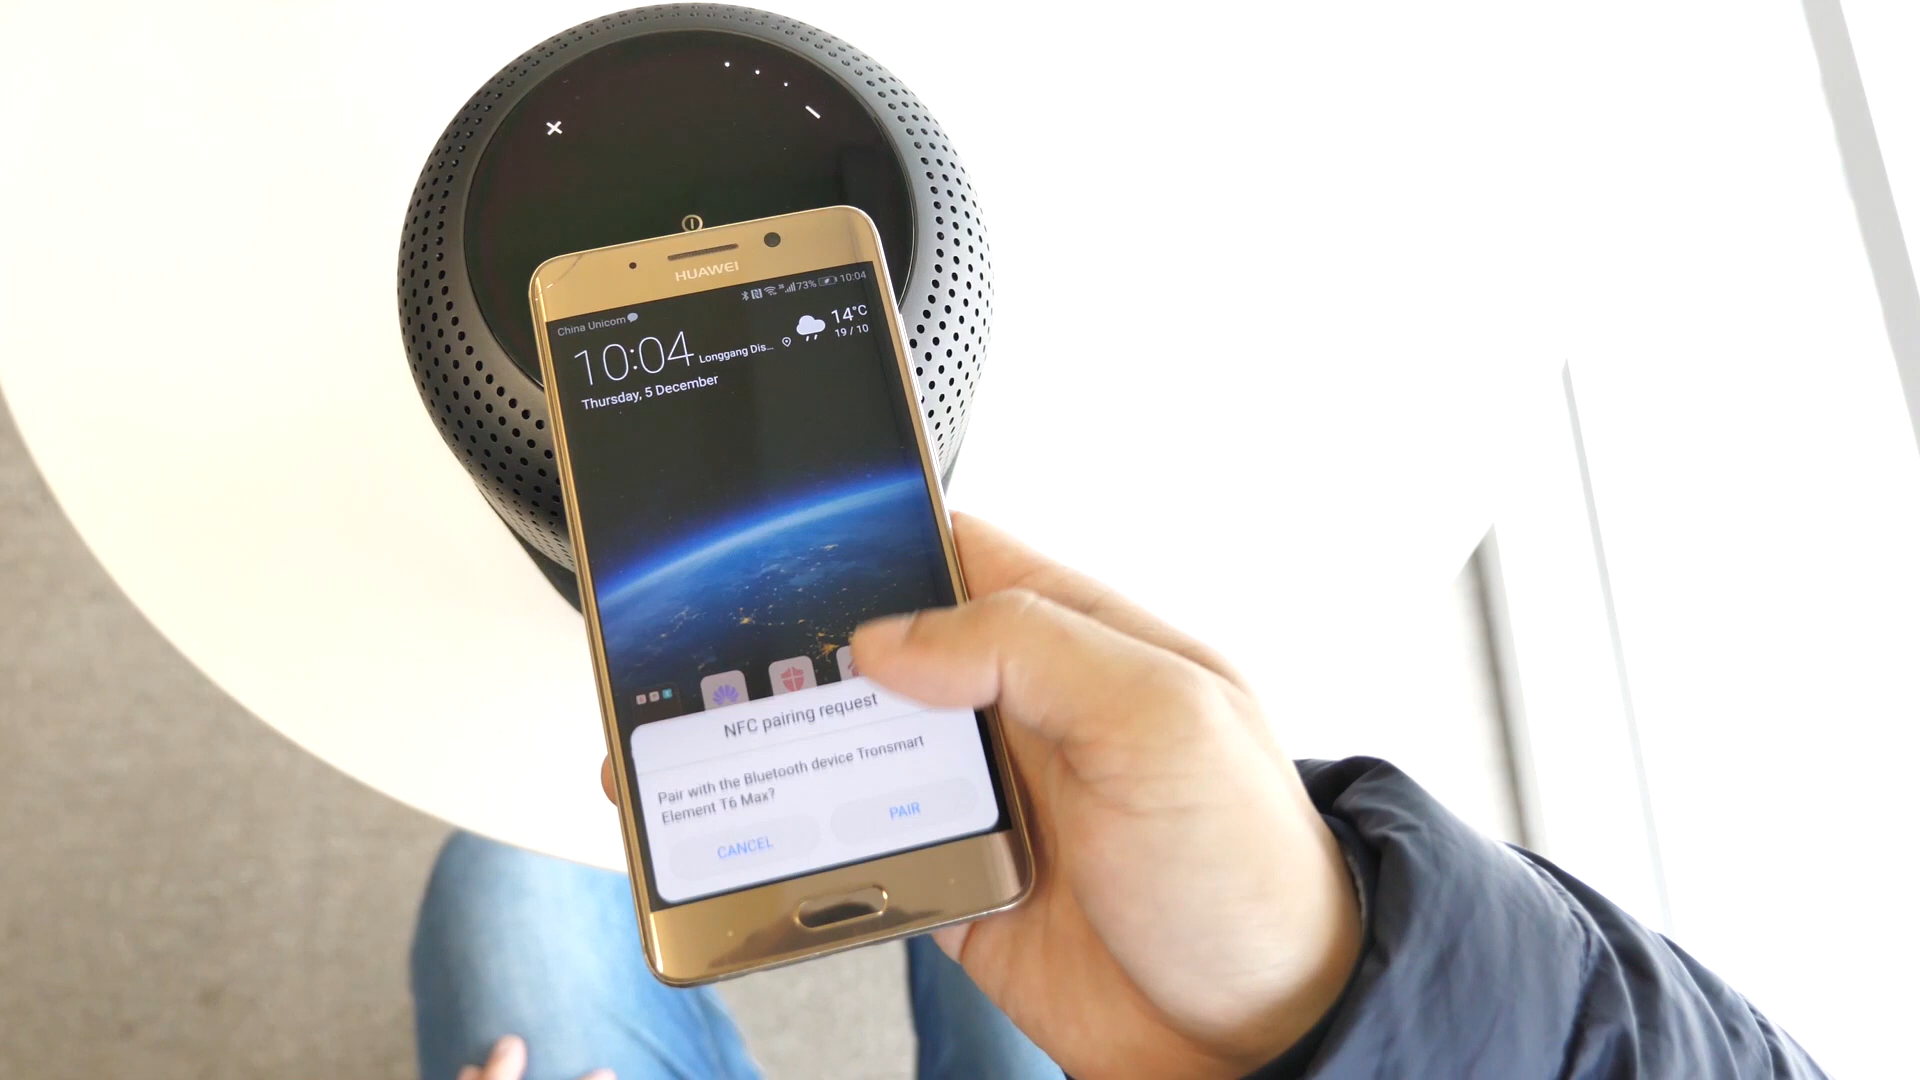 HUAWEI
73% 10:04
China Unicom
10:04 Longgang Dis...
14°C
19 / 10
Thursday, 5 December
NFC pairing request
Pair with the Bluetooth device Tronsmart
Element T6 Max?
CANCEL
PAIR